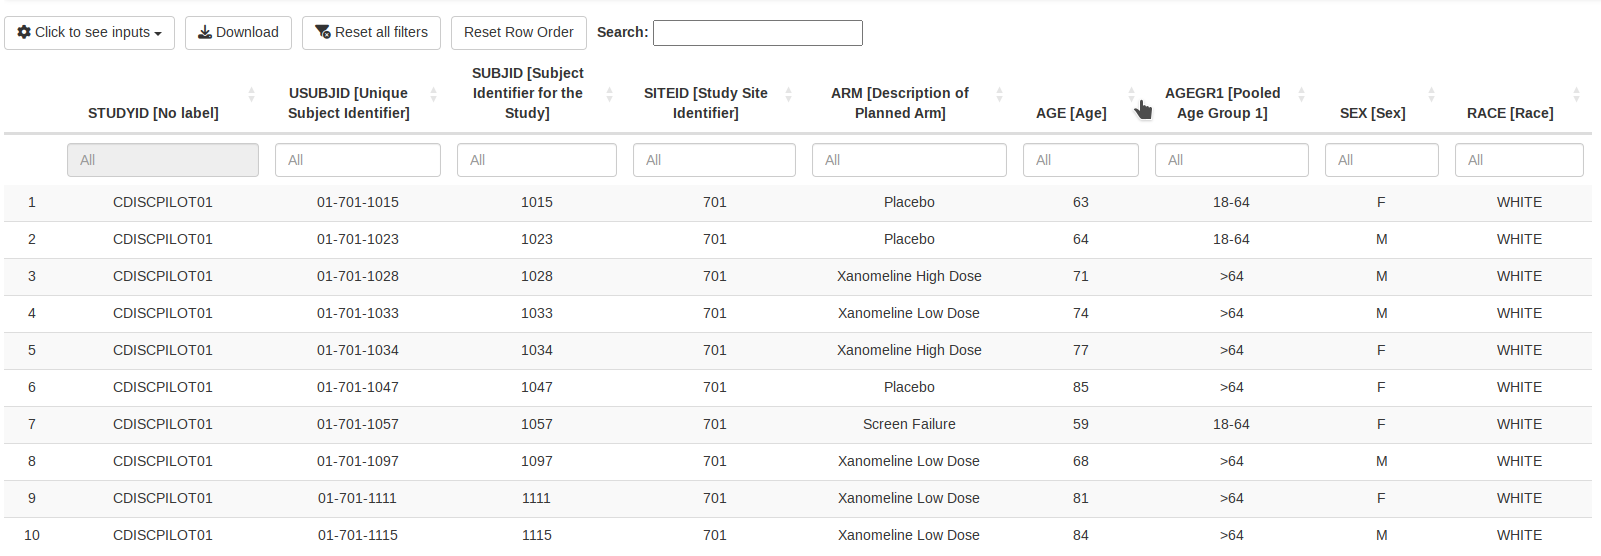 Click to see inputs Download Reset all filters Reset Row Order Search:
STUDYID [No label] USUBJID [Unique Subject Identifier] SUBJID [Subject Identifier for the Study] SITEID [Study Site Identifier] ARM [Description of Planned Arm] AGE [Age] AGEGR1 [Pooled Age Group 1] SEX [Sex] RACE [Race]
All All All All All All All All All
1 CDISCPILOT01 01-701-1015 1015 701 Placebo 63 18-64 F WHITE
2 CDISCPILOT01 01-701-1023 1023 701 Placebo 64 18-64 M WHITE
3 CDISCPILOT01 01-701-1028 1028 701 Xanomeline High Dose 71 >64 M WHITE
4 CDISCPILOT01 01-701-1033 1033 701 Xanomeline Low Dose 74 >64 M WHITE
5 CDISCPILOT01 01-701-1034 1034 701 Xanomeline High Dose 77 >64 F WHITE
6 CDISCPILOT01 01-701-1047 1047 701 Placebo 85 >64 F WHITE
7 CDISCPILOT01 01-701-1057 1057 701 Screen Failure 59 18-64 F WHITE
8 CDISCPILOT01 01-701-1097 1097 701 Xanomeline Low Dose 68 >64 M WHITE
9 CDISCPILOT01 01-701-1111 1111 701 Xanomeline Low Dose 81 >64 F WHITE
10 CDISCPILOT01 01-701-1115 1115 701 Xanomeline Low Dose 84 >64 M WHITE